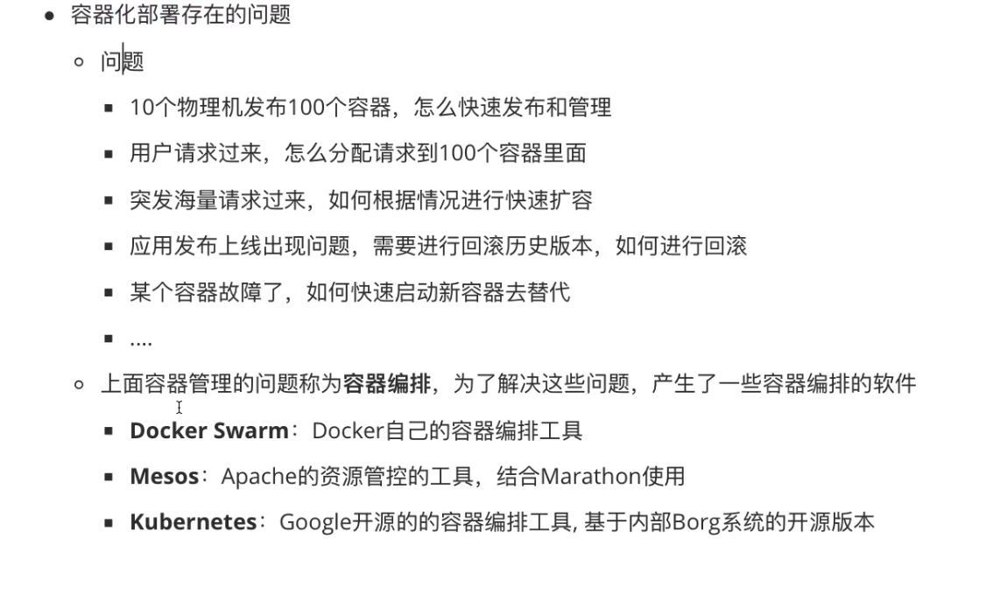 容器化部署存在的问题
问题
10个物理机发布100个容器，怎么快速发布和管理
用户请求过来，怎么分配请求到100个容器里面
突发海量请求过来，如何根据情况进行快速扩容
应用发布上线出现问题，需要进行回滚历史版本，如何进行回滚
某个容器故障了，如何快速启动新容器去替代
....
上面容器管理的问题称为容器编排，为了解决这些问题，产生了一些容器编排的软件
Docker Swarm：Docker自己的容器编排工具
Mesos：Apache的资源管控的工具，结合Marathon使用
Kubernetes：Google开源的的容器编排工具, 基于内部Borg系统的开源版本